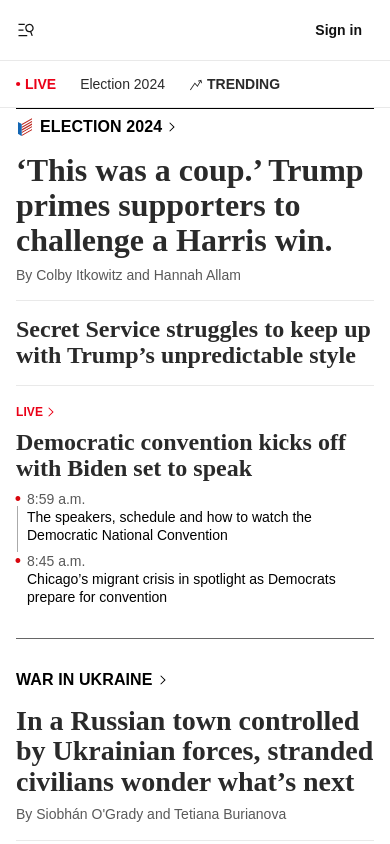 Sign in
LIVE
Election 2024
TRENDING
ELECTION 2024
‘This was a coup.’ Trump
primes supporters to
challenge a Harris win.
By Colby Itkowitz and Hannah Allam
Secret Service struggles to keep up
with Trump’s unpredictable style
LIVE
Democratic convention kicks off
with Biden set to speak
8:59 a.m.
The speakers, schedule and how to watch the
Democratic National Convention
8:45 a.m.
Chicago’s migrant crisis in spotlight as Democrats
prepare for convention
WAR IN UKRAINE
In a Russian town controlled
by Ukrainian forces, stranded
civilians wonder what’s next
By Siobhán O'Grady and Tetiana Burianova